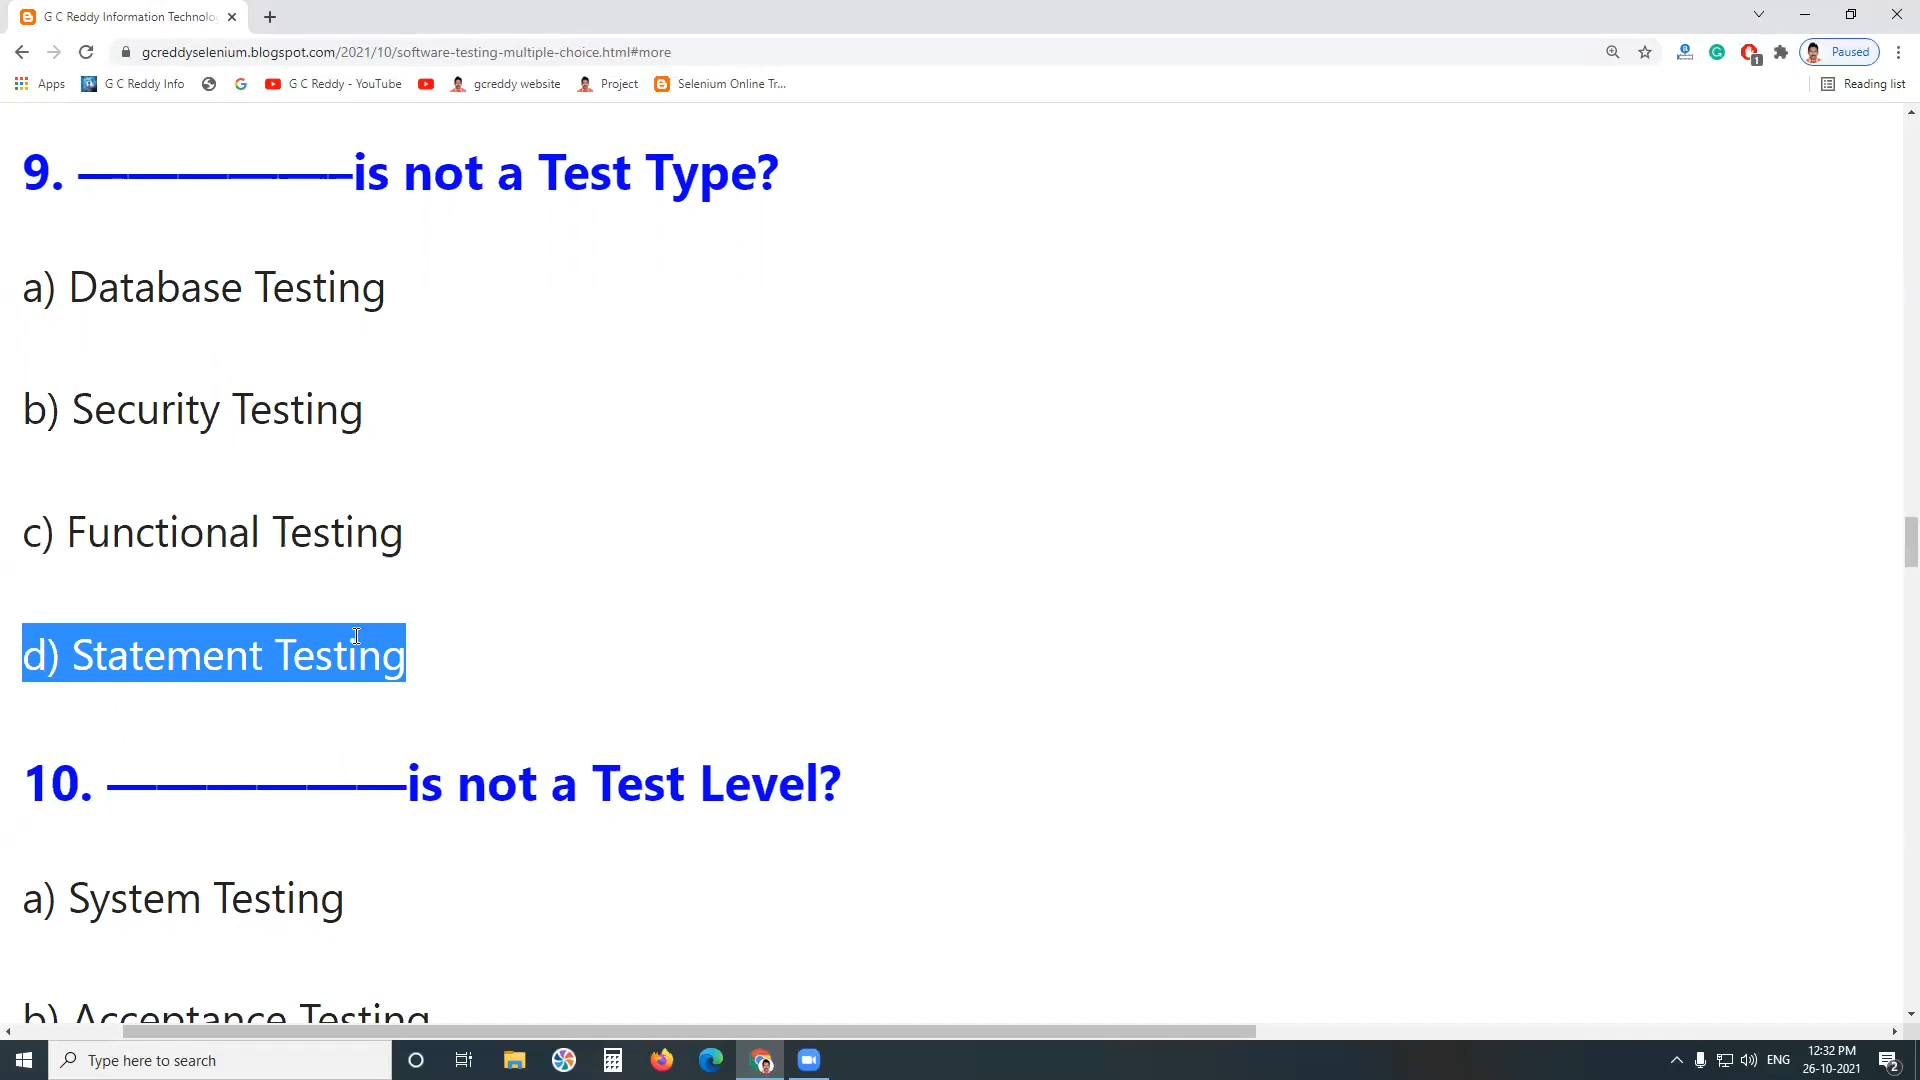 G C Reddy Information Technolo
gcreddyselenium.blogspot.com/2021/10/software-testing-multiple-choice.html#more
Paused
Apps
G C Reddy Info
G C Reddy - YouTube
gcreddy website
Project
Selenium Online Tr...
Reading list
9. ——————–is not a Test Type?
a) Database Testing
b) Security Testing
c) Functional Testing
d) Statement Testing
10. ——————is not a Test Level?
a) System Testing
b) Acceptance Testing
Type here to search
ENG
12:32 PM
26-10-2021
2
1